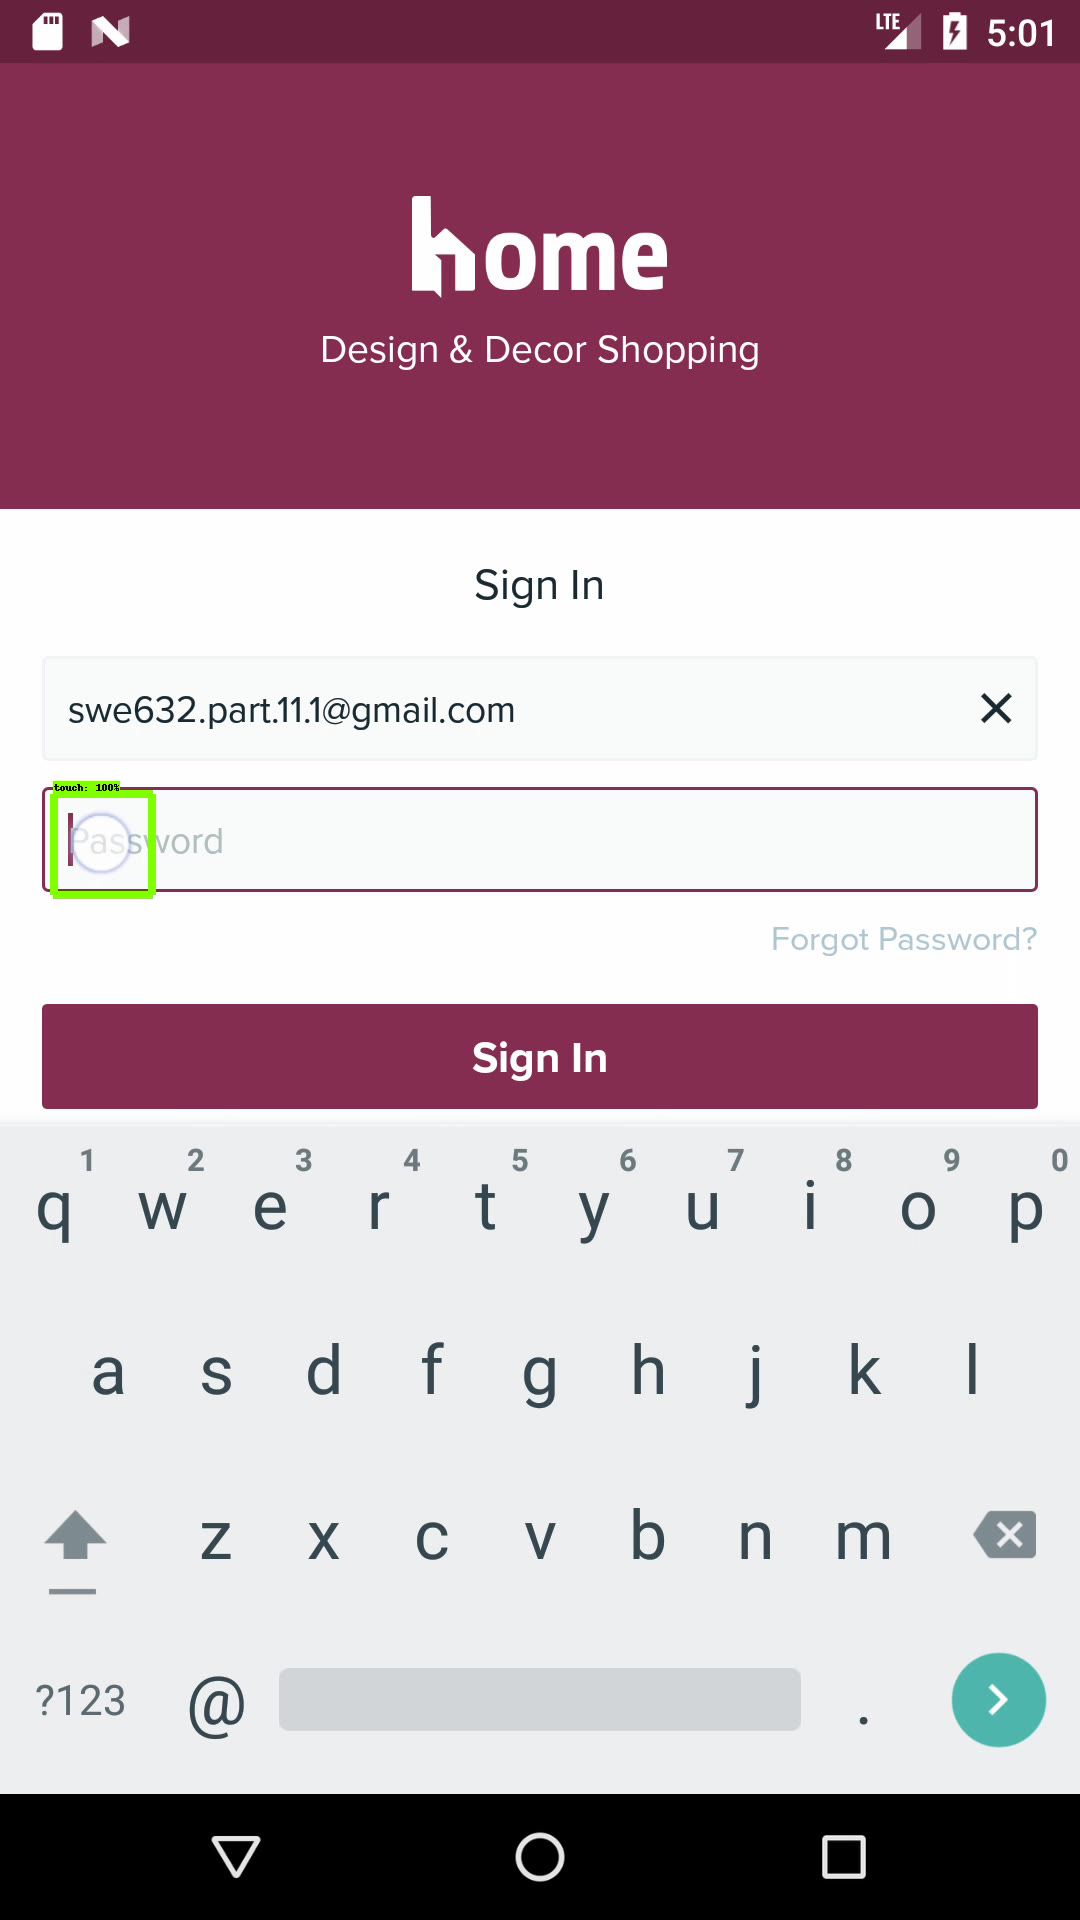 LTE 5:01
home
Design & Decor Shopping
Sign In
swe632.part.11.1@gmail.com
touch: 100%
Password
Forgot Password?
Sign In
1 2 3 4 5 6 7 8 9 0
q w e r t y u i o p
a s d f g h j k l
z x c v b n m
?123 @ .